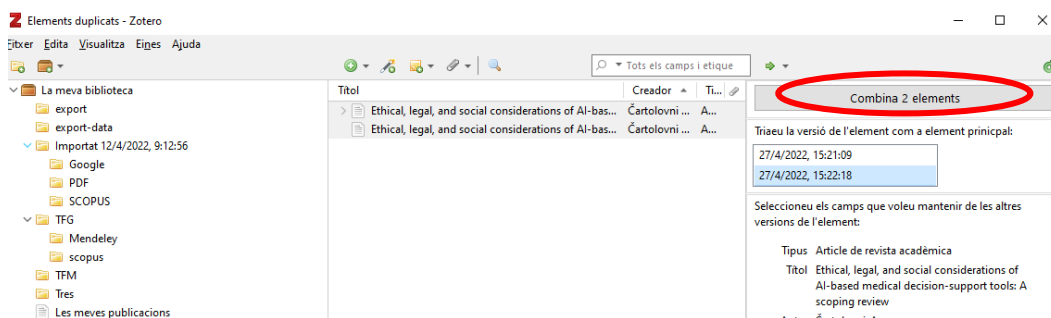 Elements duplicats - Zotero
Fitxer Edita Visualitza Eines Ajuda
Tots els camps i etique
La meva biblioteca
export
export-data
Importat 12/4/2022, 9:12:56
Google
PDF
SCOPUS
TFG
Mendeley
scopus
TFM
Tres
Les meves publicacions
Títol Creador Ti...
Ethical, legal, and social considerations of AI-bas... Čartolovni ... A...
Ethical, legal, and social considerations of AI-bas... Čartolovni ... A...
Combina 2 elements
Triaeu la versió de l'element com a element prinicpal:
27/4/2022, 15:21:09
27/4/2022, 15:22:18
Seleccioneu els camps que voleu mantenir de les altres
versions de l'element:
Tipus Article de revista acadèmica
Títol Ethical, legal, and social considerations of
AI-based medical decision-support tools: A
scoping review